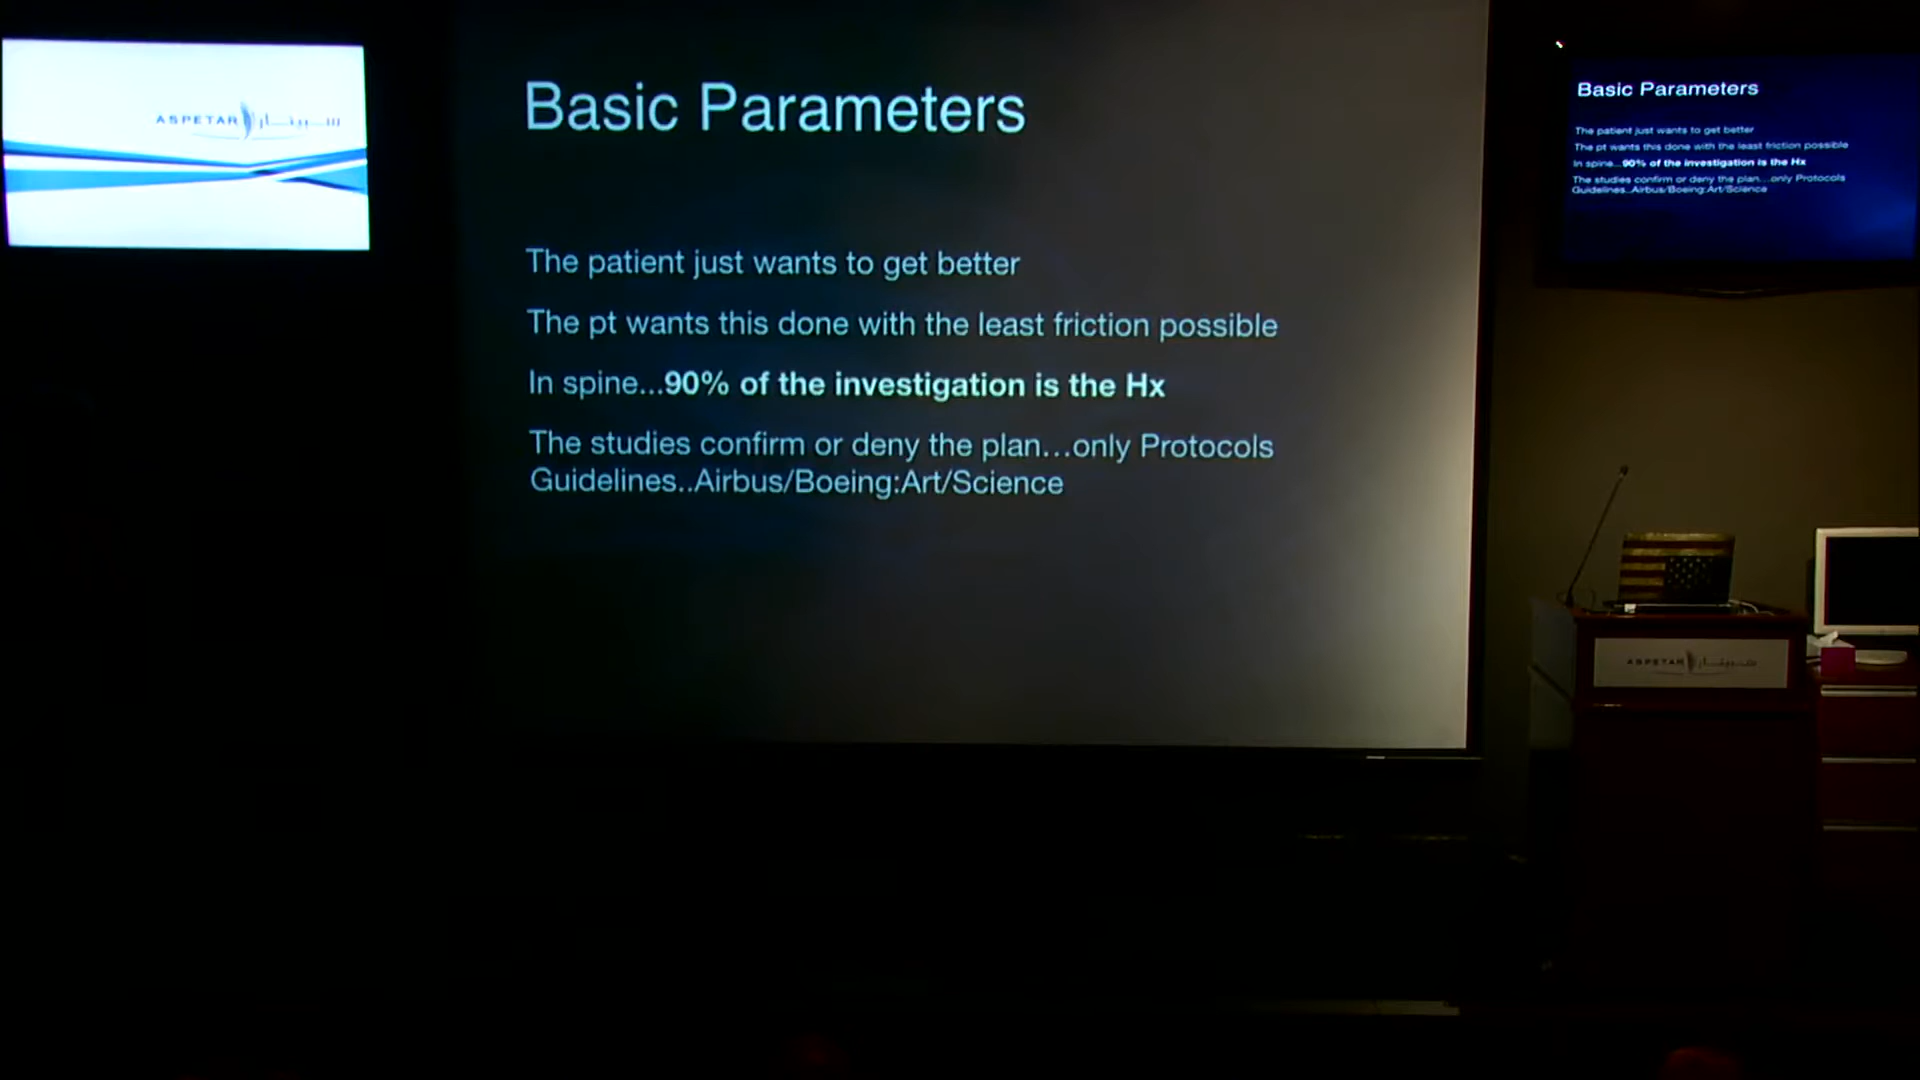 ASPETAR سبيتار
Basic Parameters
The patient just wants to get better
The pt wants this done with the least friction possible
In spine...90% of the investigation is the Hx
The studies confirm or deny the plan...only Protocols
Guidelines..Airbus/Boeing:Art/Science
Basic Parameters
The patient just wants to get better
The pt wants this done with the least friction possible
In spine...90% of the investigation is the Hx
The studies confirm or deny the plan...only Protocols
Guidelines..Airbus/Boeing:Art/Science
ASPETAR سبيتار